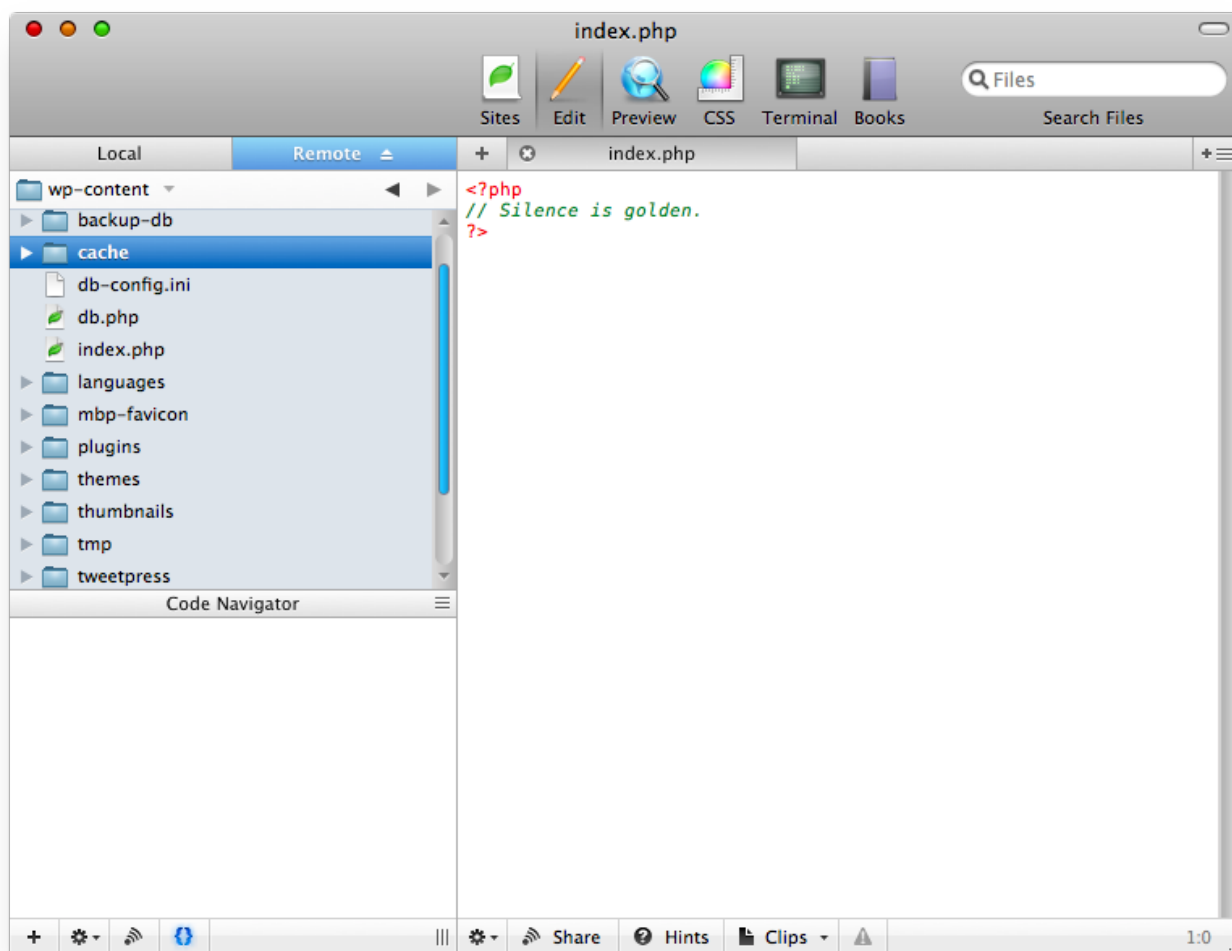 index.php
Sites
Edit
Preview
CSS
Terminal
Books
Files
Search Files
Local
Remote
index.php
wp-content
backup-db
cache
db-config.ini
db.php
index.php
languages
mbp-favicon
plugins
themes
thumbnails
tmp
tweetpress
Code Navigator
<?php
// Silence is golden.
?>
Share
Hints
Clips
1:0